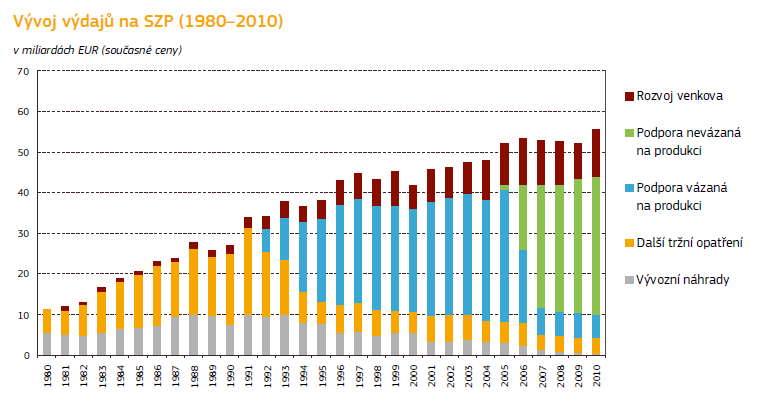 Vývoj výdajů na SZP (1980–2010)
v miliardách EUR (současné ceny)
70
60
50
40
30
20
10
0
1980 1981 1982 1983 1984 1985 1986 1987 1988 1989 1990 1991 1992 1993 1994 1995 1996 1997 1998 1999 2000 2001 2002 2003 2004 2005 2006 2007 2008 2009 2010
Rozvoj venkova
Podpora nevázaná
na produkci
Podpora vázaná
na produkci
Další tržní opatření
Vývozní náhrady